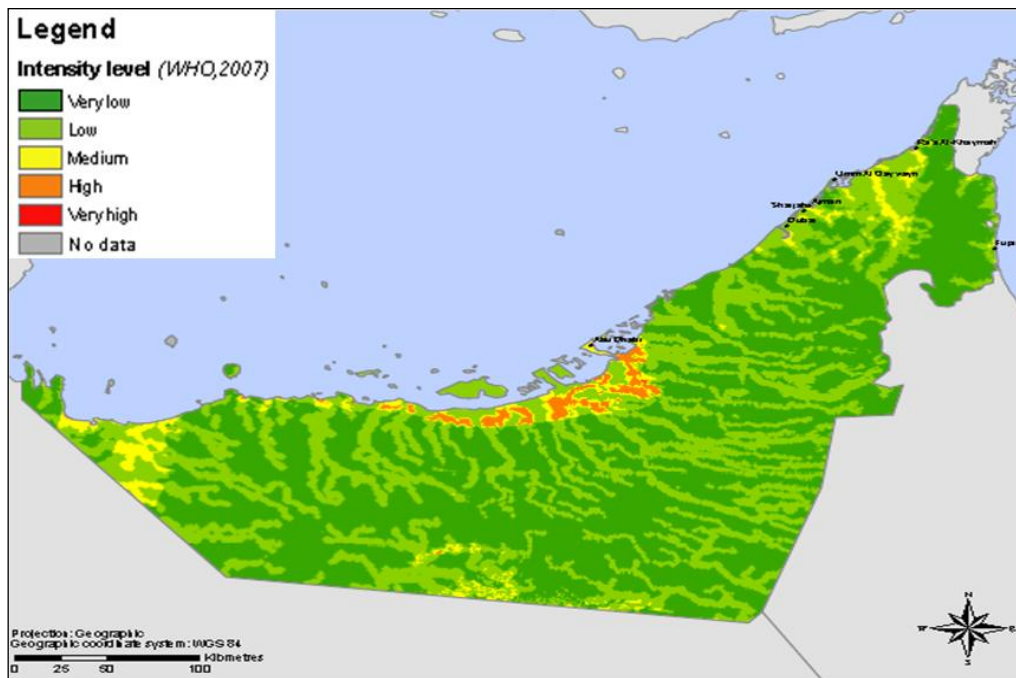 Legend
Intensity level (WHO,2007)
Very low
Low
Medium
High
Very high
No data
Ra's Al-Khaymah
Umm Al Qaywayn
Ajman
Sharjah
Dubai
Abu Dhabi
N
W
E
S
Projection: Geographic
Geographic coordinate system: WGS 84
Kilometres
0 25 50 100